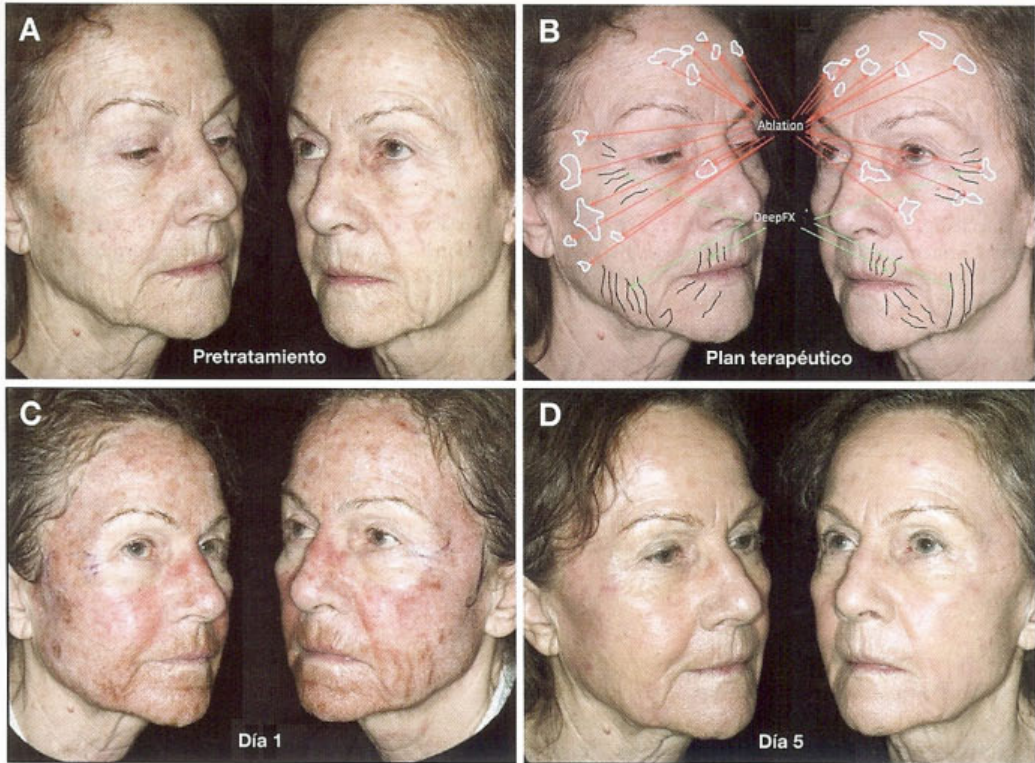 A
Pretratamiento
B
Ablation
DeepFX
Plan terapéutico
C
Día 1
D
Día 5